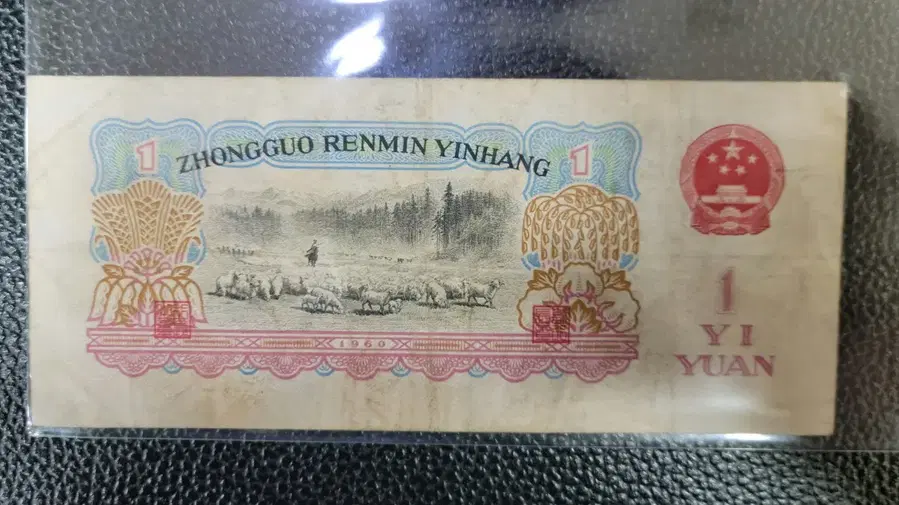 1
ZHONGGUO RENMIN YINHANG
1
1960
1
YI
YUAN